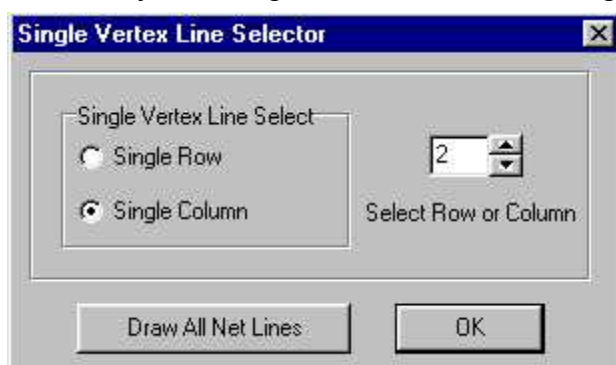 Single Vertex Line Selector
Single Vertex Line Select
Single Row
Single Column
2
Select Row or Column
Draw All Net Lines
OK